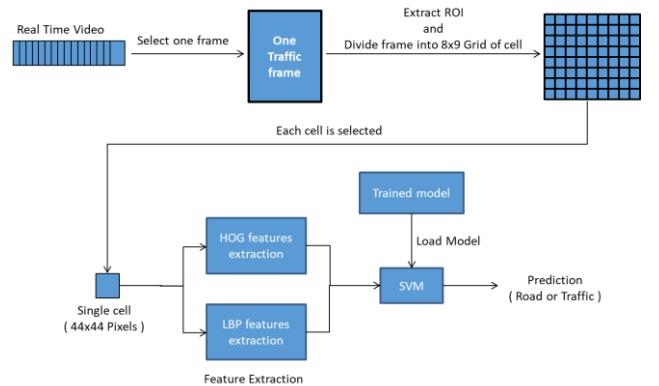 Real Time Video
Select one frame
One
Traffic
frame
Extract ROI
and
Divide frame into 8x9 Grid of cell
Each cell is selected
Trained model
Load Model
HOG features
extraction
SVM
Prediction
( Road or Traffic )
Single cell
( 44x44 Pixels )
LBP features
extraction
Feature Extraction